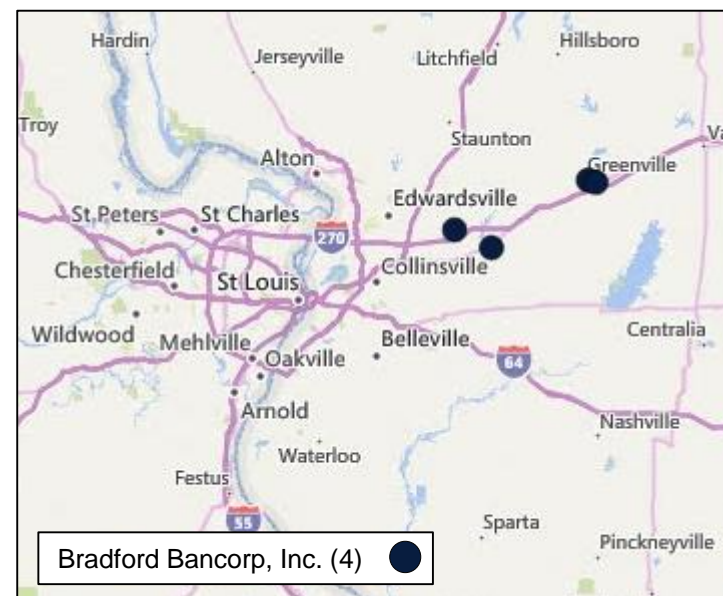 Hardin
Jerseyville
Litchfield
Hillsboro
Troy
Staunton
Va
Alton
Greenville
Edwardsville
St Peters
St Charles
270
Chesterfield
Collinsville
St Louis
Wildwood
Mehlville
Belleville
Centralia
Oakville
64
Arnold
Nashville
Waterloo
Festus
55
Sparta
Bradford Bancorp, Inc. (4)
Pinckneyville